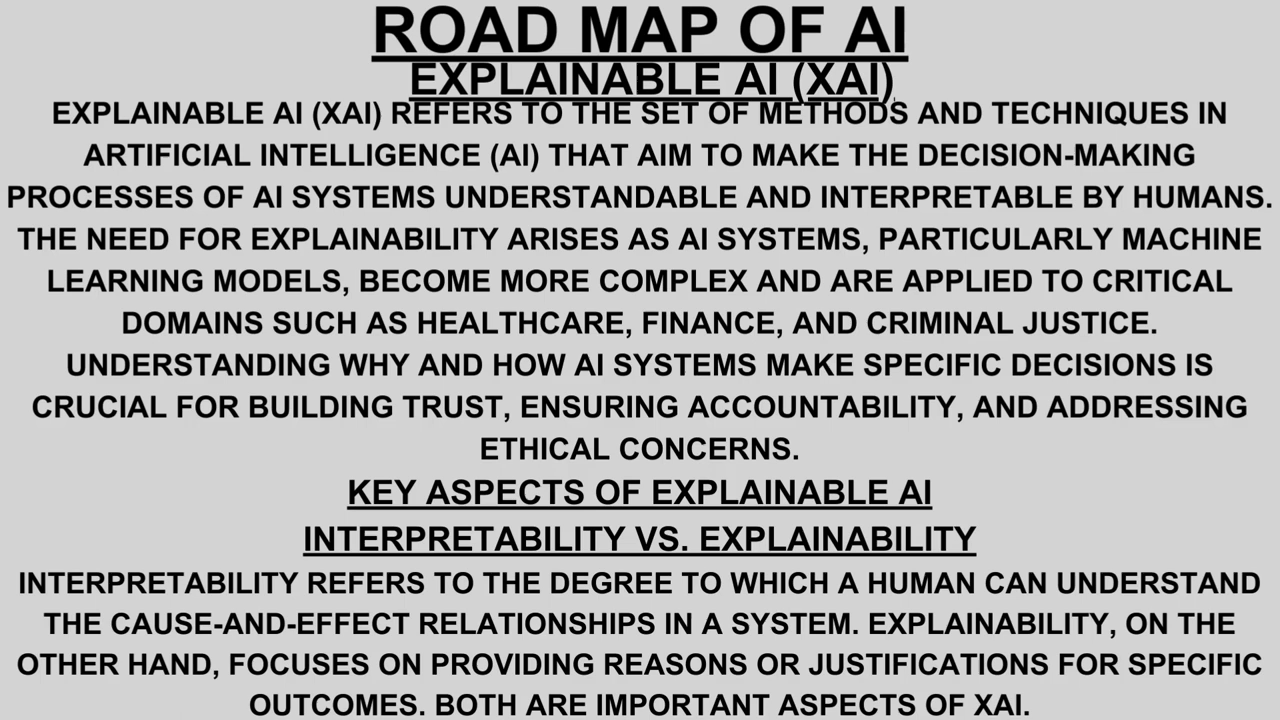 ROAD MAP OF AI
EXPLAINABLE AI (XAI)
EXPLAINABLE AI (XAI) REFERS TO THE SET OF METHODS AND TECHNIQUES IN
ARTIFICIAL INTELLIGENCE (AI) THAT AIM TO MAKE THE DECISION-MAKING
PROCESSES OF AI SYSTEMS UNDERSTANDABLE AND INTERPRETABLE BY HUMANS.
THE NEED FOR EXPLAINABILITY ARISES AS AI SYSTEMS, PARTICULARLY MACHINE
LEARNING MODELS, BECOME MORE COMPLEX AND ARE APPLIED TO CRITICAL
DOMAINS SUCH AS HEALTHCARE, FINANCE, AND CRIMINAL JUSTICE.
UNDERSTANDING WHY AND HOW AI SYSTEMS MAKE SPECIFIC DECISIONS IS
CRUCIAL FOR BUILDING TRUST, ENSURING ACCOUNTABILITY, AND ADDRESSING
ETHICAL CONCERNS.
KEY ASPECTS OF EXPLAINABLE AI
INTERPRETABILITY VS. EXPLAINABILITY
INTERPRETABILITY REFERS TO THE DEGREE TO WHICH A HUMAN CAN UNDERSTAND
THE CAUSE-AND-EFFECT RELATIONSHIPS IN A SYSTEM. EXPLAINABILITY, ON THE
OTHER HAND, FOCUSES ON PROVIDING REASONS OR JUSTIFICATIONS FOR SPECIFIC
OUTCOMES. BOTH ARE IMPORTANT ASPECTS OF XAI.